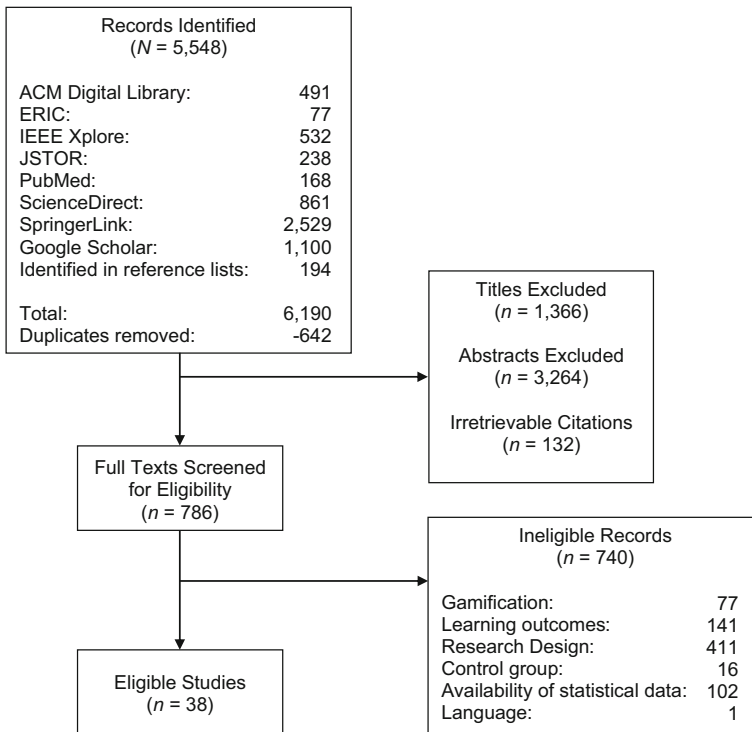 Records Identified
(N = 5,548)
ACM Digital Library: 491
ERIC: 77
IEEE Xplore: 532
JSTOR: 238
PubMed: 168
ScienceDirect: 861
SpringerLink: 2,529
Google Scholar: 1,100
Identified in reference lists: 194
Total: 6,190
Duplicates removed: -642
Titles Excluded
(n = 1,366)
Abstracts Excluded
(n = 3,264)
Irretrievable Citations
(n = 132)
Full Texts Screened
for Eligibility
(n = 786)
Ineligible Records
(n = 740)
Gamification: 77
Learning outcomes: 141
Research Design: 411
Control group: 16
Availability of statistical data: 102
Language: 1
Eligible Studies
(n = 38)